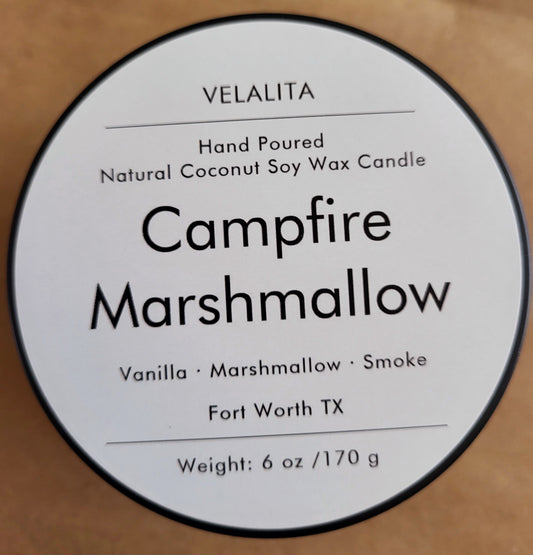 VELALITA
Hand Poured
Natural Coconut Soy Wax Candle
Campfire
Marshmallow
Vanilla · Marshmallow · Smoke
Fort Worth TX
Weight: 6 oz /170 g